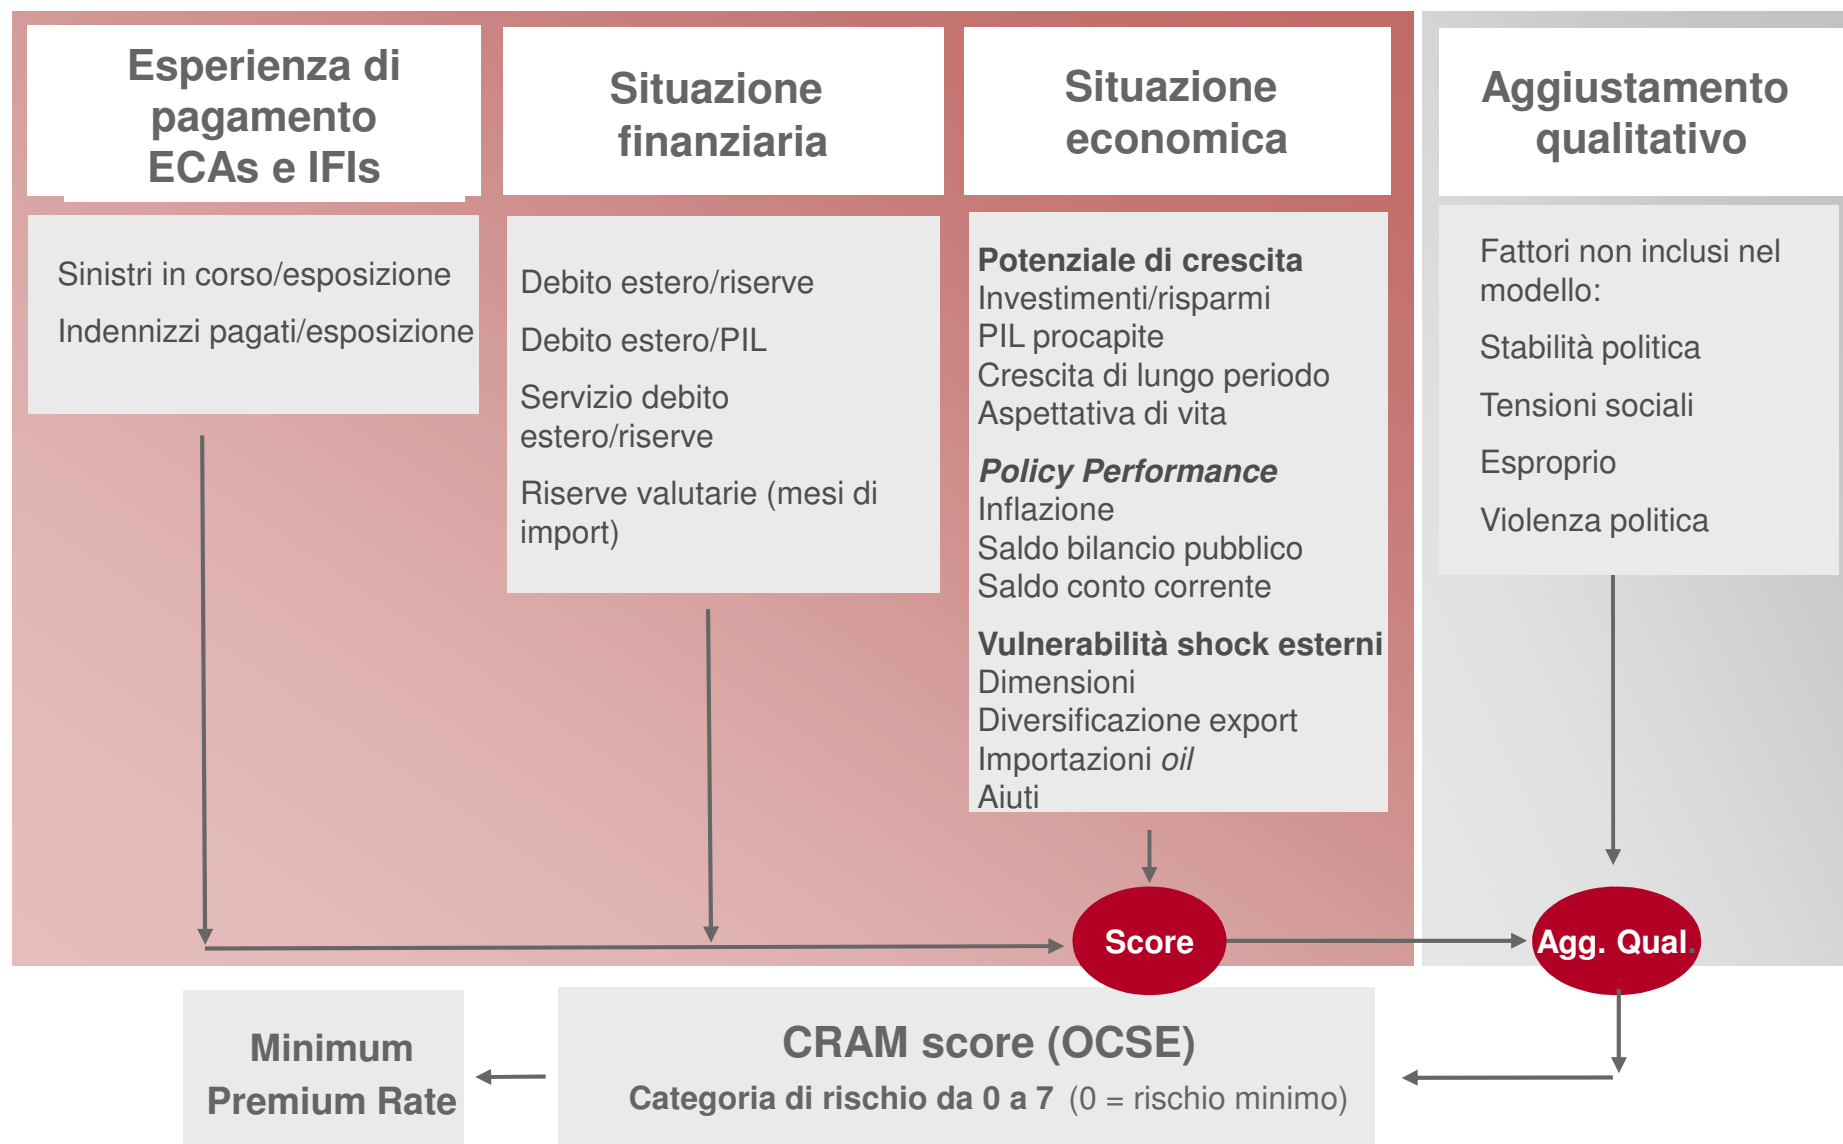 Esperienza di
pagamento
ECAs e IFIs
Sinistri in corso/esposizione
Indennizzi pagati/esposizione
Situazione
finanziaria
Debito estero/riserve
Debito estero/PIL
Servizio debito
estero/riserve
Riserve valutarie (mesi di
import)
Situazione
economica
Potenziale di crescita
Investimenti/risparmi
PIL procapite
Crescita di lungo periodo
Aspettativa di vita
Policy Performance
Inflazione
Saldo bilancio pubblico
Saldo conto corrente
Vulnerabilità shock esterni
Dimensioni
Diversificazione export
Importazioni oil
Aiuti
Aggiustamento
qualitativo
Fattori non inclusi nel
modello:
Stabilità politica
Tensioni sociali
Esproprio
Violenza politica
Score
Agg. Qual.
CRAM score (OCSE)
Categoria di rischio da 0 a 7 (0 = rischio minimo)
Minimum
Premium Rate